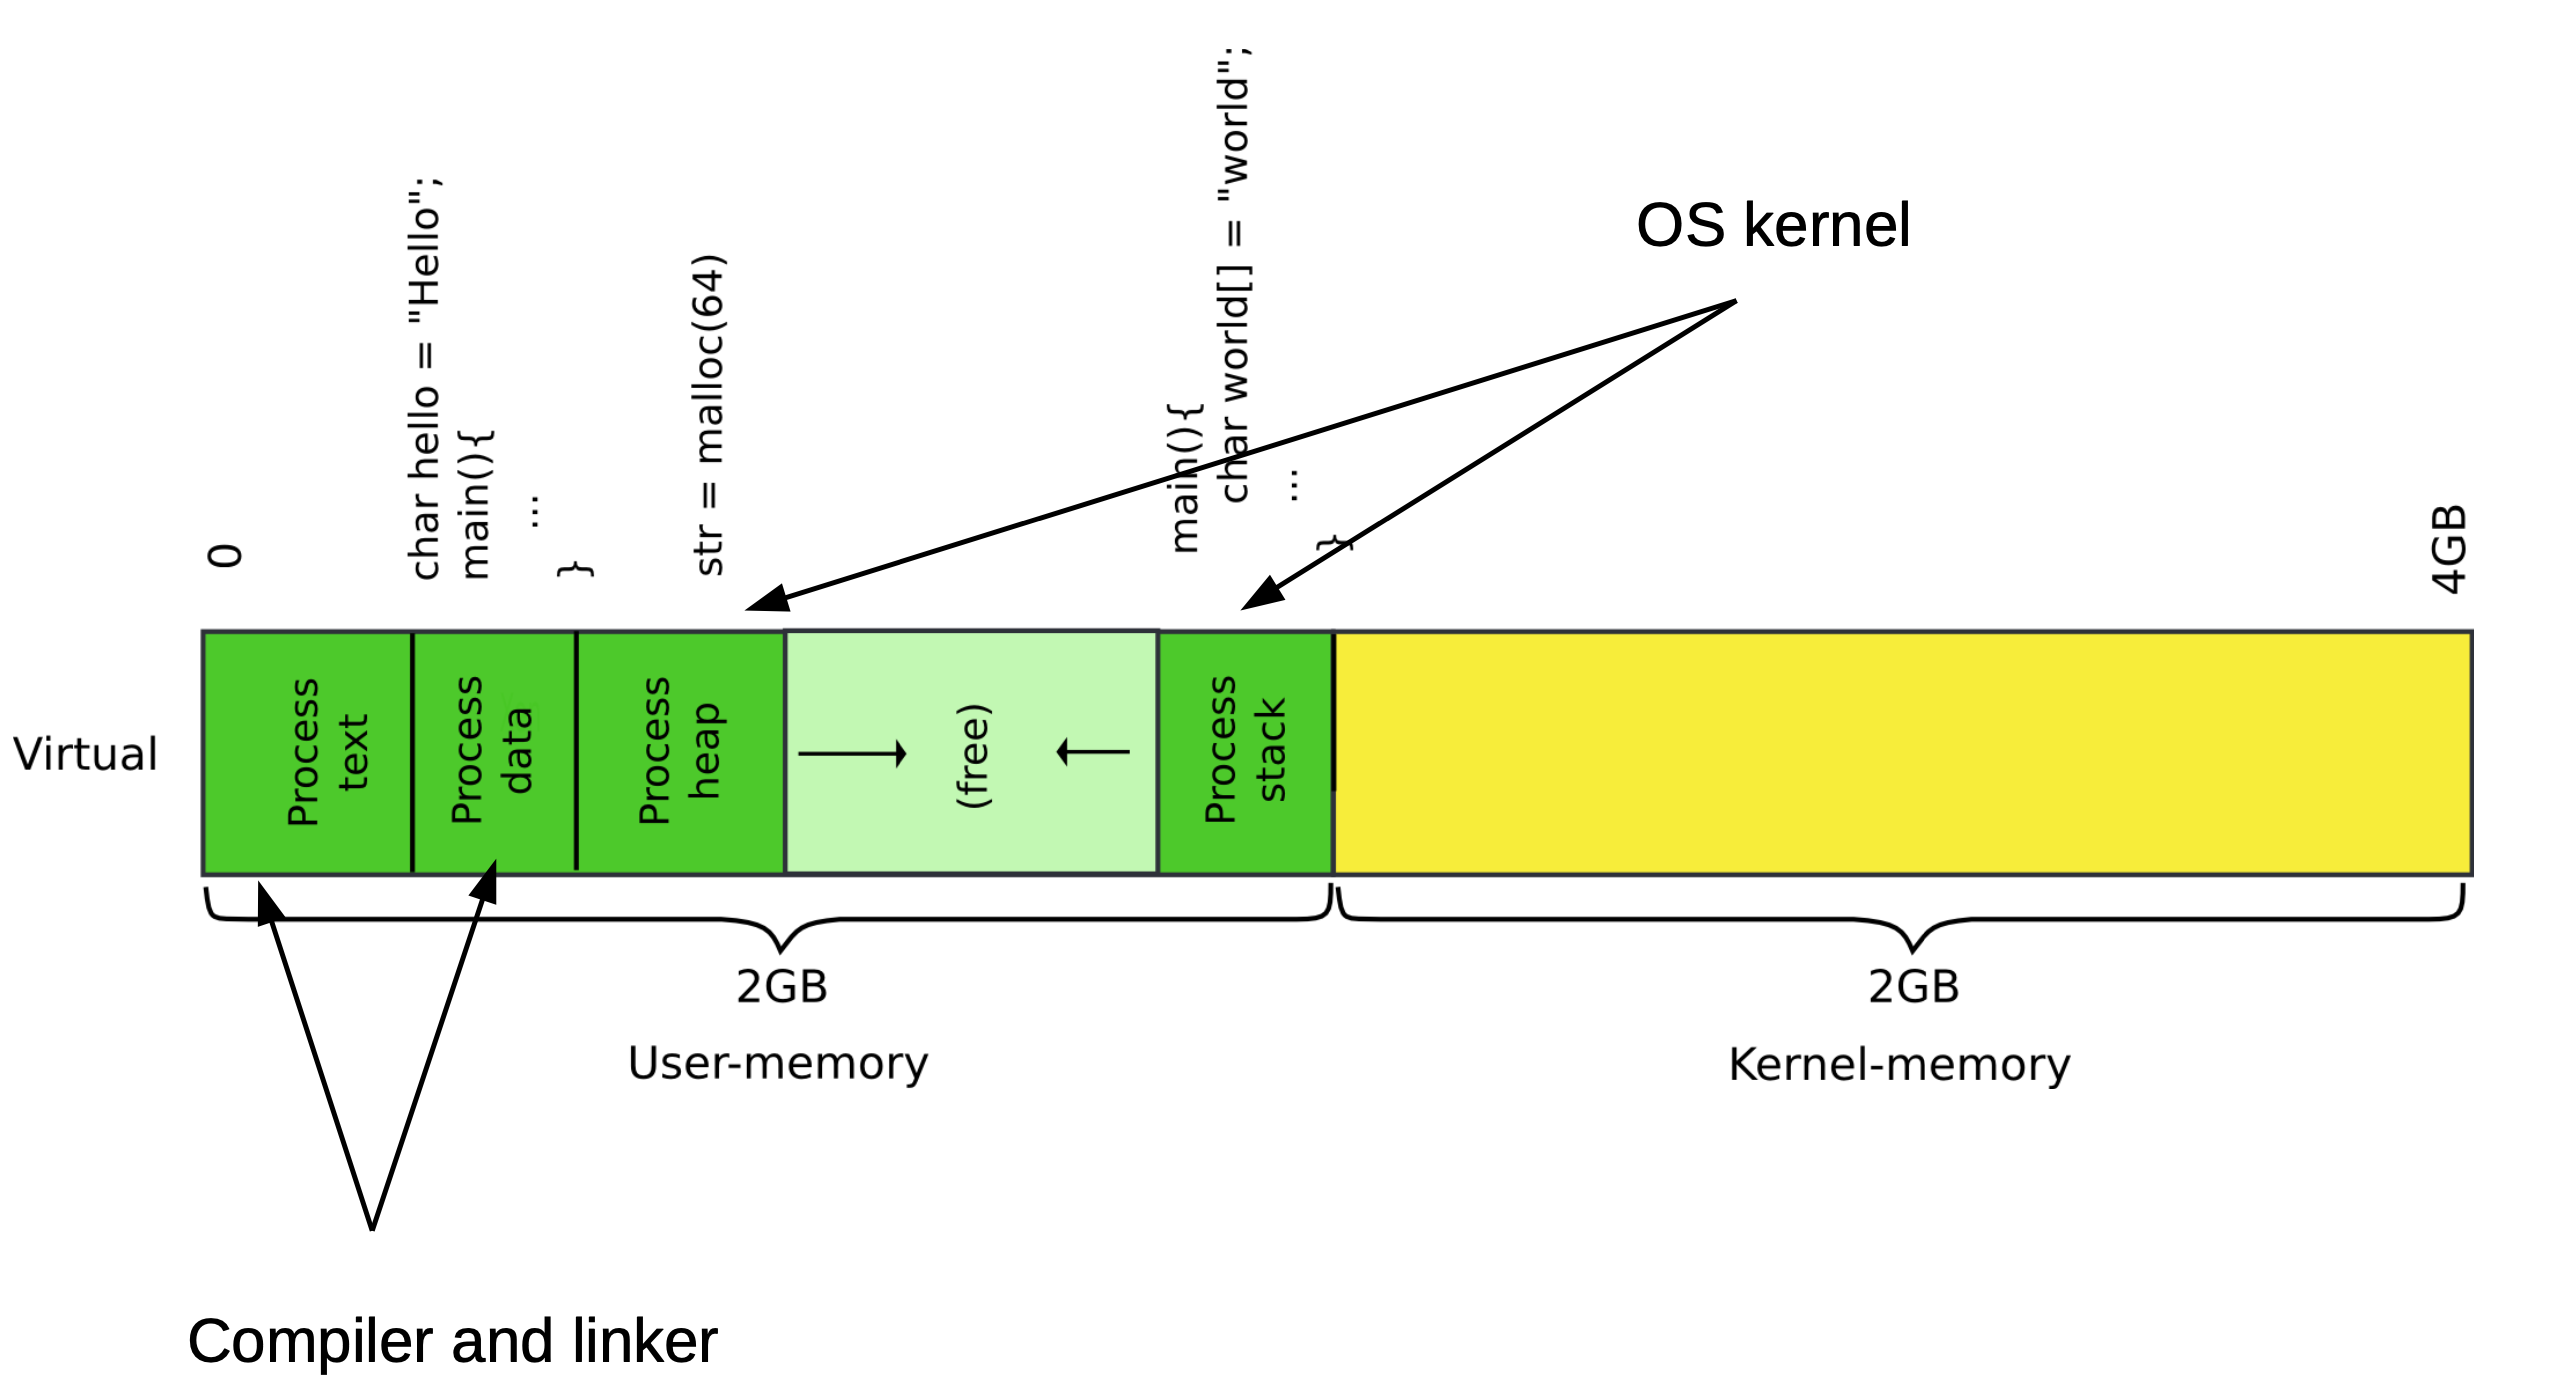 0
char hello = "Hello";
main(){
...
}
str = malloc(64)
main(){
char world[] = "world";
...
}
OS kernel
4GB
Virtual
Process
text
Process
data
Process
heap
(free)
Process
stack
2GB
User-memory
2GB
Kernel-memory
Compiler and linker